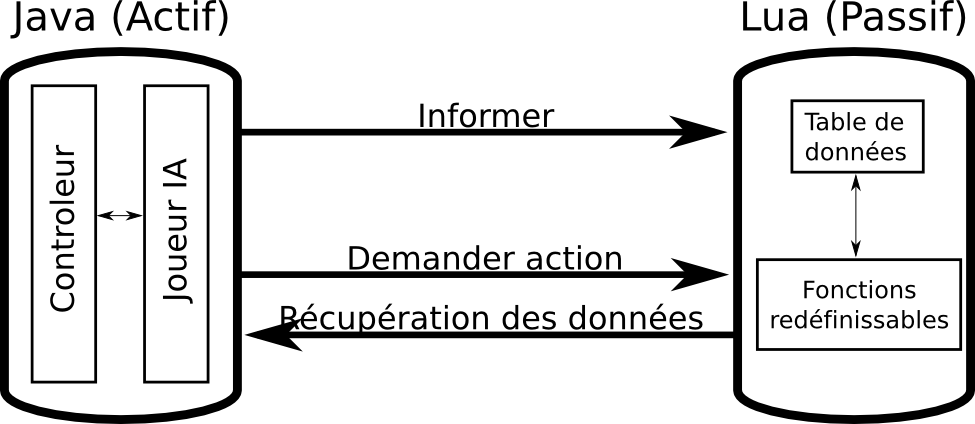 Java (Actif)
Lua (Passif)
Controleur
Joueur IA
Informer
Demander action
Récupération des données
Table de
données
Fonctions
redéfinissables